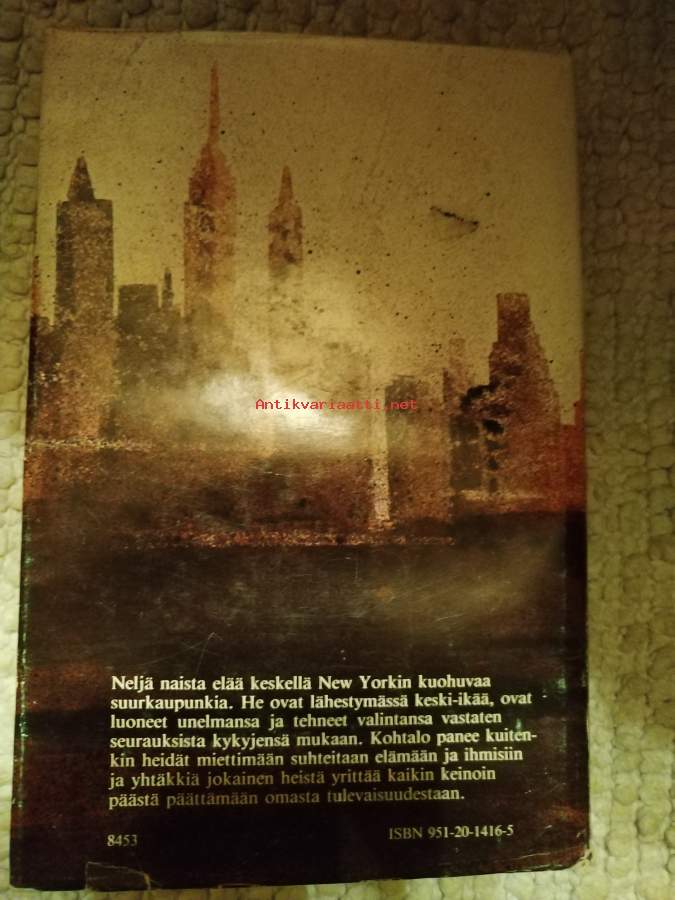 Antikvariaatti.net
Neljä naista elää keskellä New Yorkin kuohuvaa
suurkaupunkia. He ovat lähestymässä keski-ikää, ovat
luoneet unelmansa ja tehneet valintansa vastaten
seurauksista kykyjensä mukaan. Kohtalo panee kuiten-
kin heidät miettimään suhteitaan elämään ja ihmisiin
ja yhtäkkiä jokainen heistä yrittää kaikin keinoin
päästä päättämään omasta tulevaisuudestaan.
8453
ISBN 951-20-1416-5